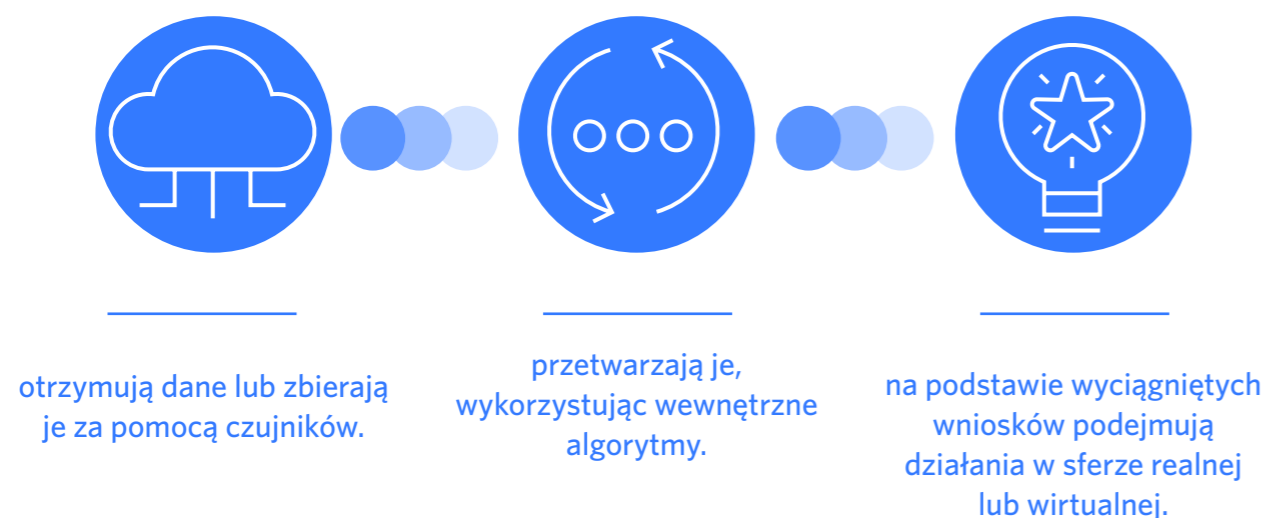 otrzymują dane lub zbierają
je za pomocą czujników.
przetwarzają je,
wykorzystując wewnętrzne
algorytmy.
na podstawie wyciągniętych
wniosków podejmują
działania w sferze realnej
lub wirtualnej.